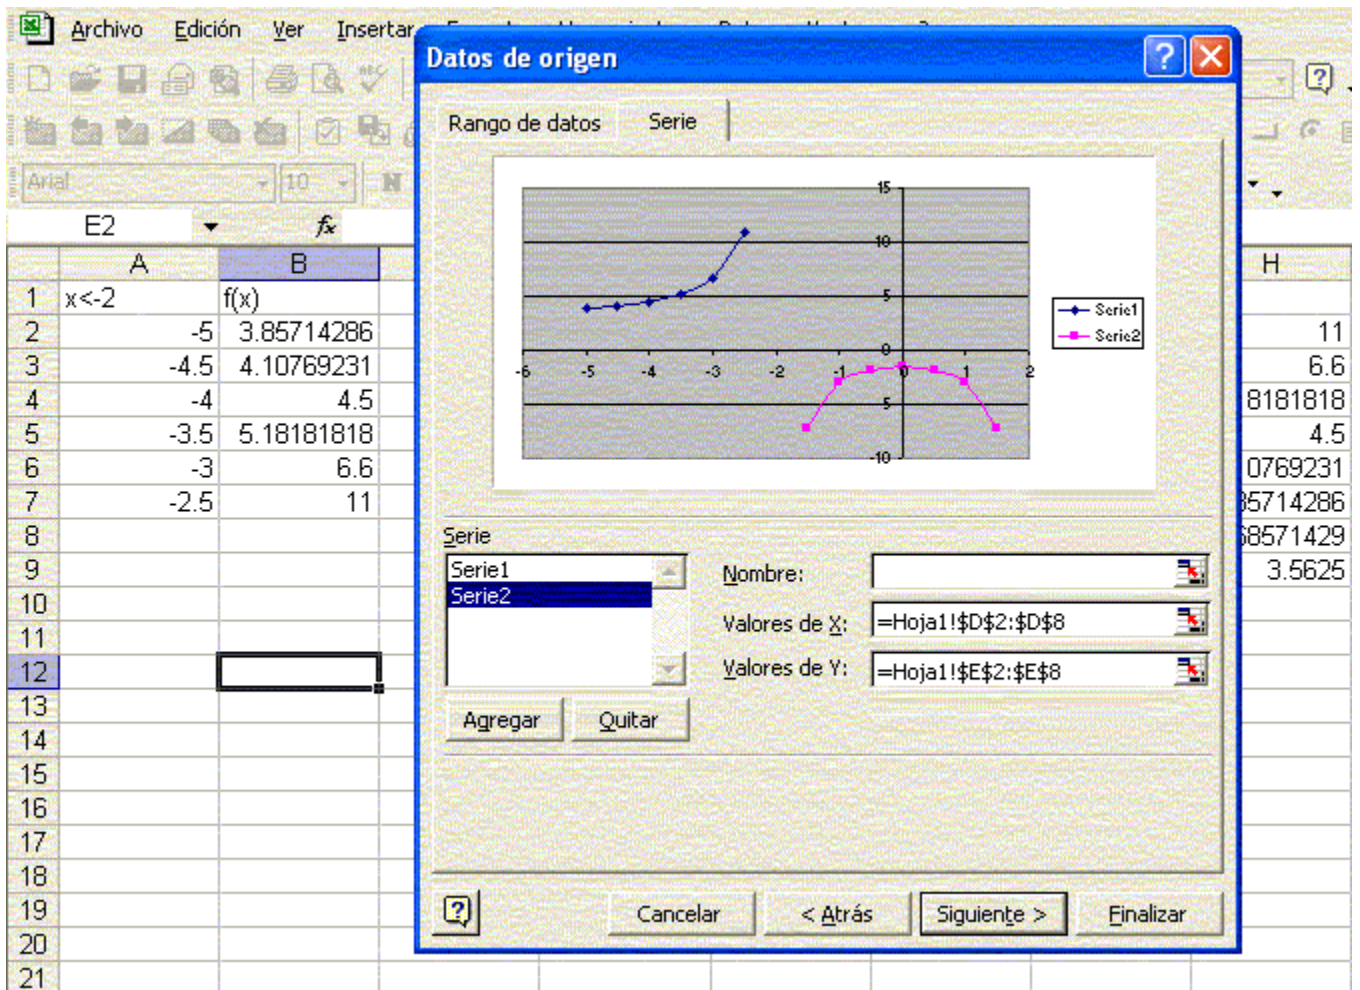 Archivo Edición Ver Insertar
Arial 10 N
E2 fx
A B H
1 x<-2 f(x)
2 -5 3.85714286 11
3 -4.5 4.10769231 6.6
4 -4 4.5 8181818
5 -3.5 5.18181818 4.5
6 -3 6.6 0769231
7 -2.5 11 85714286
8 68571429
9 3.5625
10
11
12
13
14
15
16
17
18
19
20
21
Datos de origen
Rango de datos Serie
15
10
5
0
-6 -5 -4 -3 -2 -1 0 1 2
-5
-10
Serie1
Serie2
Serie
Serie1
Serie2
Nombre:
Valores de X: =Hoja1!$D$2:$D$8
Valores de Y: =Hoja1!$E$2:$E$8
Agregar Quitar
Cancelar < Atrás Siguiente > Finalizar